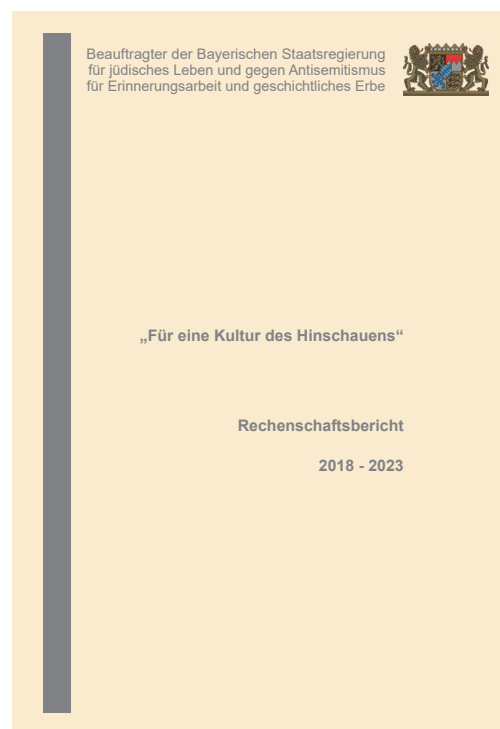 Beauftragter der Bayerischen Staatsregierung
für jüdisches Leben und gegen Antisemitismus
für Erinnerungsarbeit und geschichtliches Erbe
„Für eine Kultur des Hinschauens“
Rechenschaftsbericht
2018 - 2023